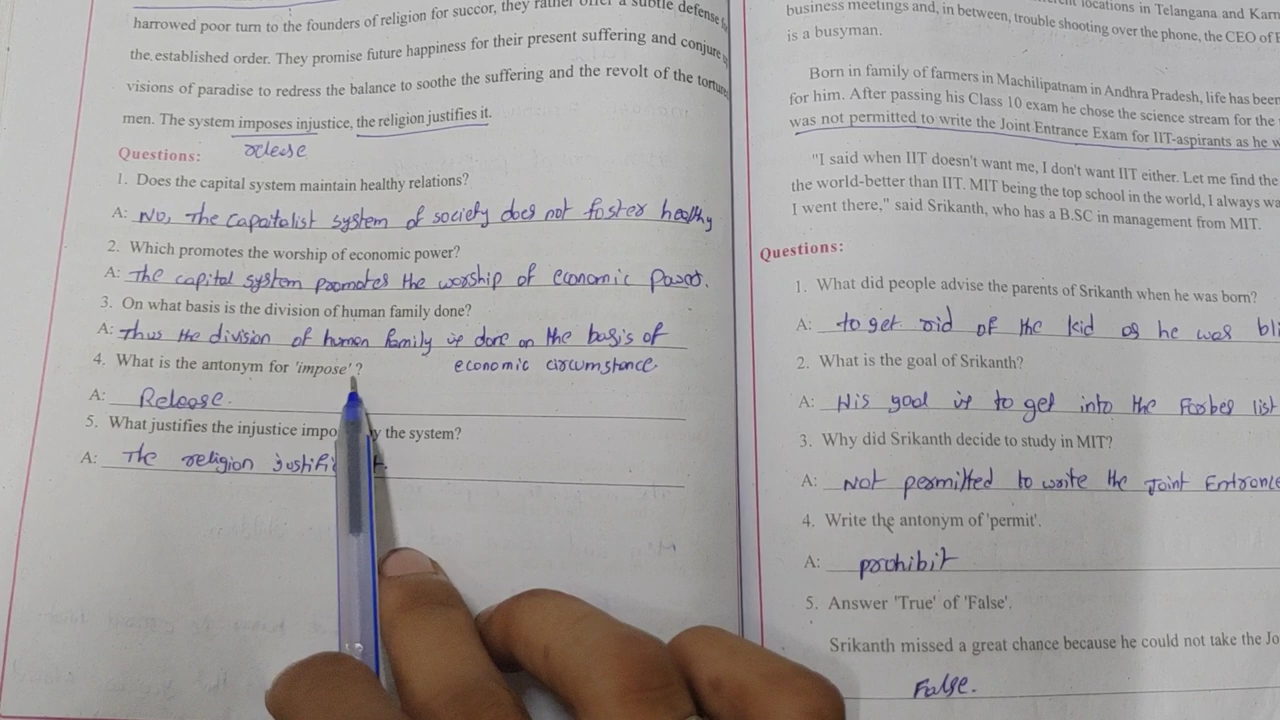 harrowed poor turn to the founders of religion for succor, they rather offer a subtle defense
the established order. They promise future happiness for their present suffering and conjure
visions of paradise to redress the balance to soothe the suffering and the revolt of the
men. The system imposes injustice, the religion justifies it.
release
Questions:
1. Does the capital system maintain healthy relations?
A: No, The capaitalist system of society does not foster healthy
2. Which promotes the worship of economic power?
A: The capital system promotes the worship of economic power.
3. On what basis is the division of human family done?
A: Thus the division of human family is done on the basis of
economic circumstance.
4. What is the antonym for 'impose'?
A: Release.
5. What justifies the injustice the system?
A: The religion
locations in Telangana and
business meetings and, in between, trouble shooting over the phone, the CEO of
is a busyman.
Born in family of farmers in Machilipatnam in Andhra Pradesh, life has been
for him. After passing his Class 10 exam he chose the science stream for the
was not permitted to write the Joint Entrance Exam for IIT-aspirants as he
"I said when IIT doesn't want me, I don't want IIT either. Let me find the
the world-better than IIT. MIT being the top school in the world, I always
I went there," said Srikanth, who has a B.SC in management from MIT.
Questions:
1. What did people advise the parents of Srikanth when he was born?
A: to get rid of the kid as he was
2. What is the goal of Srikanth?
A: His goal is to get into the Forbes list
3. Why did Srikanth decide to study in MIT?
A: Not permitted to write the Joint
4. Write the antonym of 'permit'.
A: prohibit
5. Answer 'True' of 'False'.
Srikanth missed a great chance because he could not take the
False.